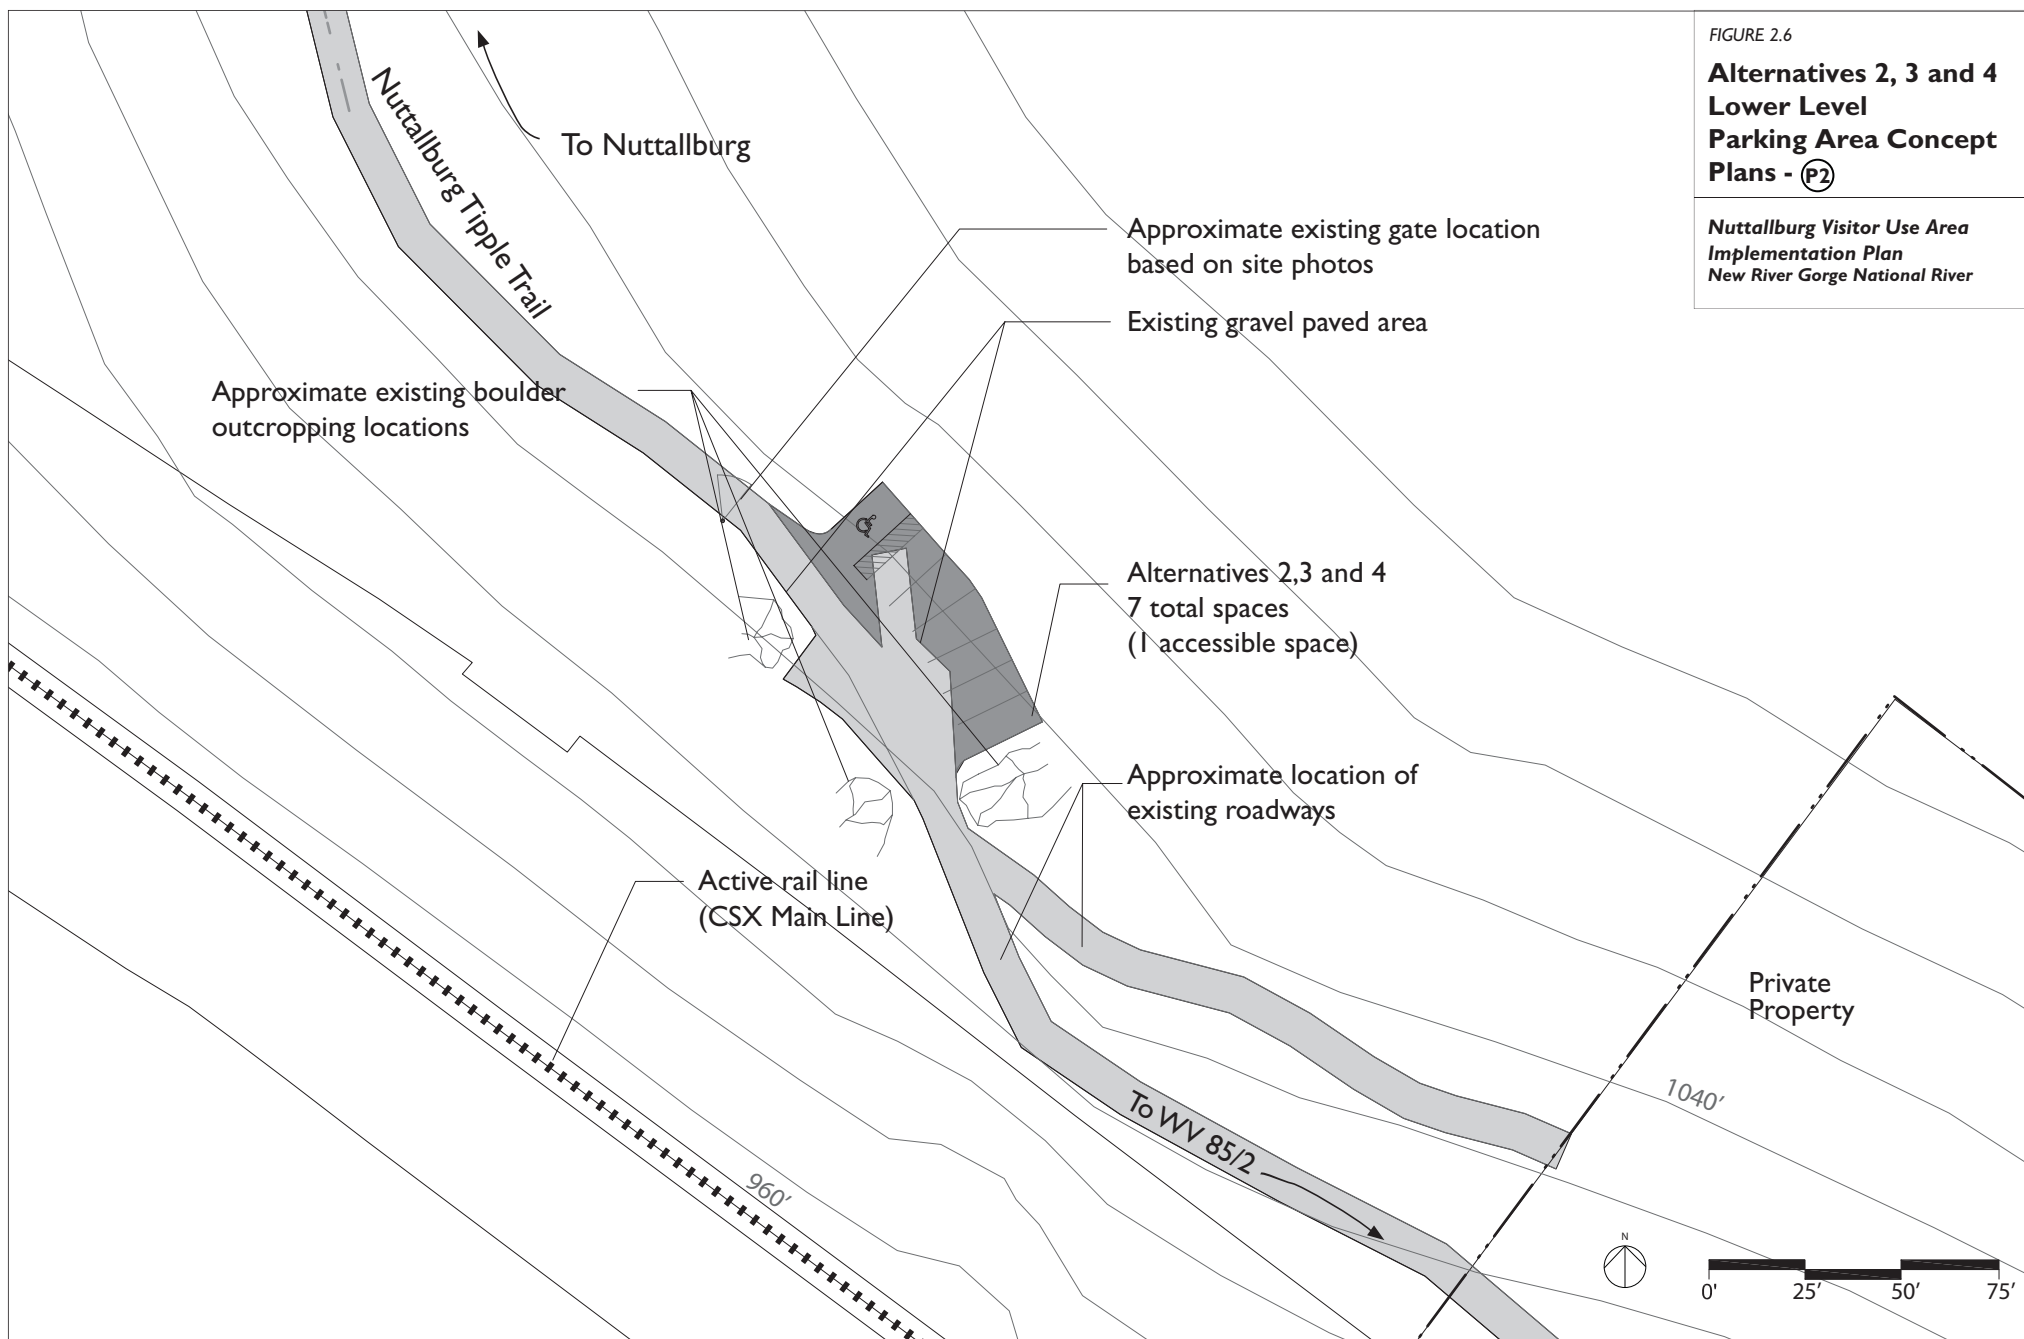 FIGURE 2.6
Alternatives 2, 3 and 4
Lower Level
Parking Area Concept
Plans - P2
Nuttallburg Visitor Use Area
Implementation Plan
New River Gorge National River
To Nuttallburg
Nuttallburg Tipple Trail
Approximate existing gate location
based on site photos
Existing gravel paved area
Approximate existing boulder
outcropping locations
Alternatives 2,3 and 4
7 total spaces
(1 accessible space)
Approximate location of
existing roadways
Active rail line
(CSX Main Line)
Private
Property
1040'
To WV 85/2
960'
N
0' 25' 50' 75'